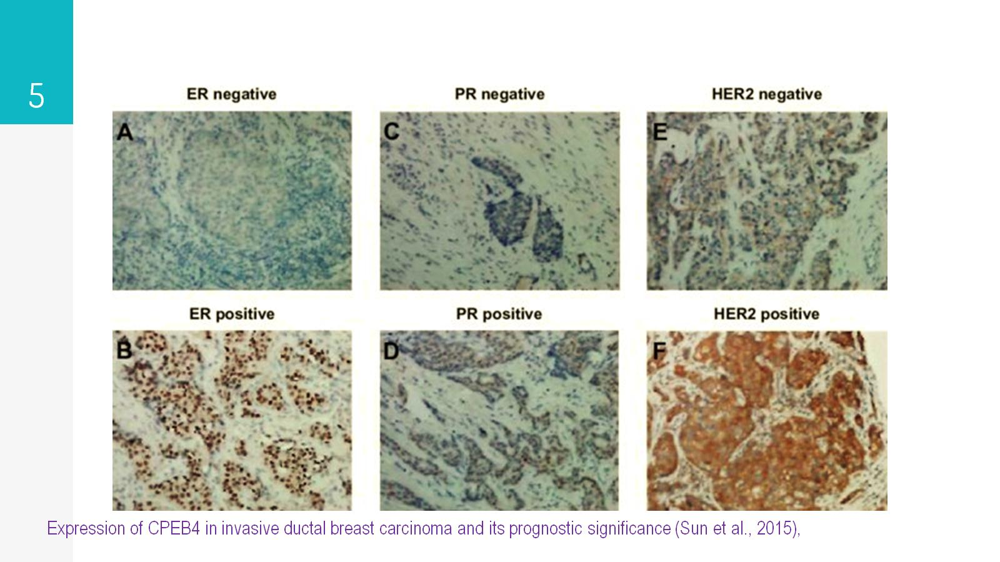 5
ER negative
PR negative
HER2 negative
A
C
E
ER positive
PR positive
HER2 positive
B
D
F
Expression of CPEB4 in invasive ductal breast carcinoma and its prognostic significance (Sun et al., 2015),